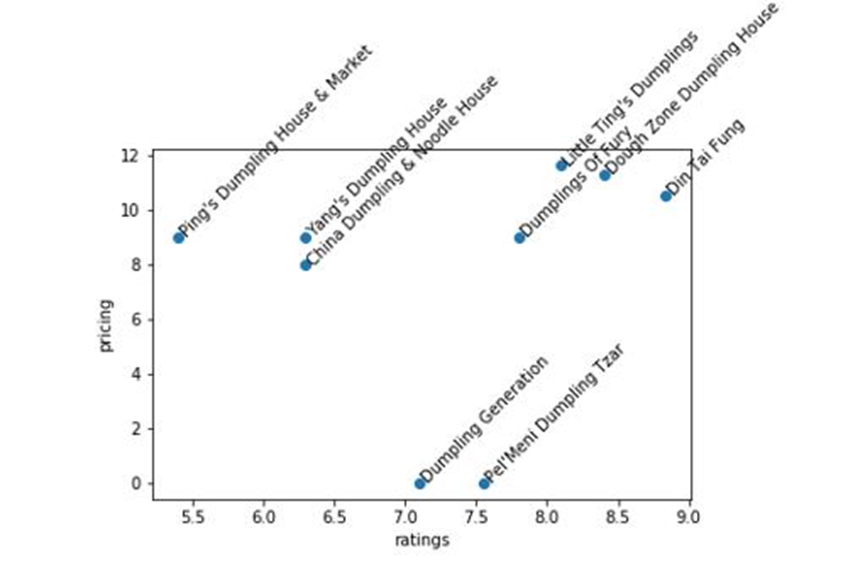 Ping's Dumpling House & Market
Yang's Dumpling House
China Dumpling & Noodle House
Little Ting's Dumplings
Dumplings Of Fury
Dough Zone Dumpling House
Din Tai Fung
Dumpling Generation
Pel'Meni Dumpling Tzar
12
10
8
6
4
2
0
pricing
5.5 6.0 6.5 7.0 7.5 8.0 8.5 9.0
ratings